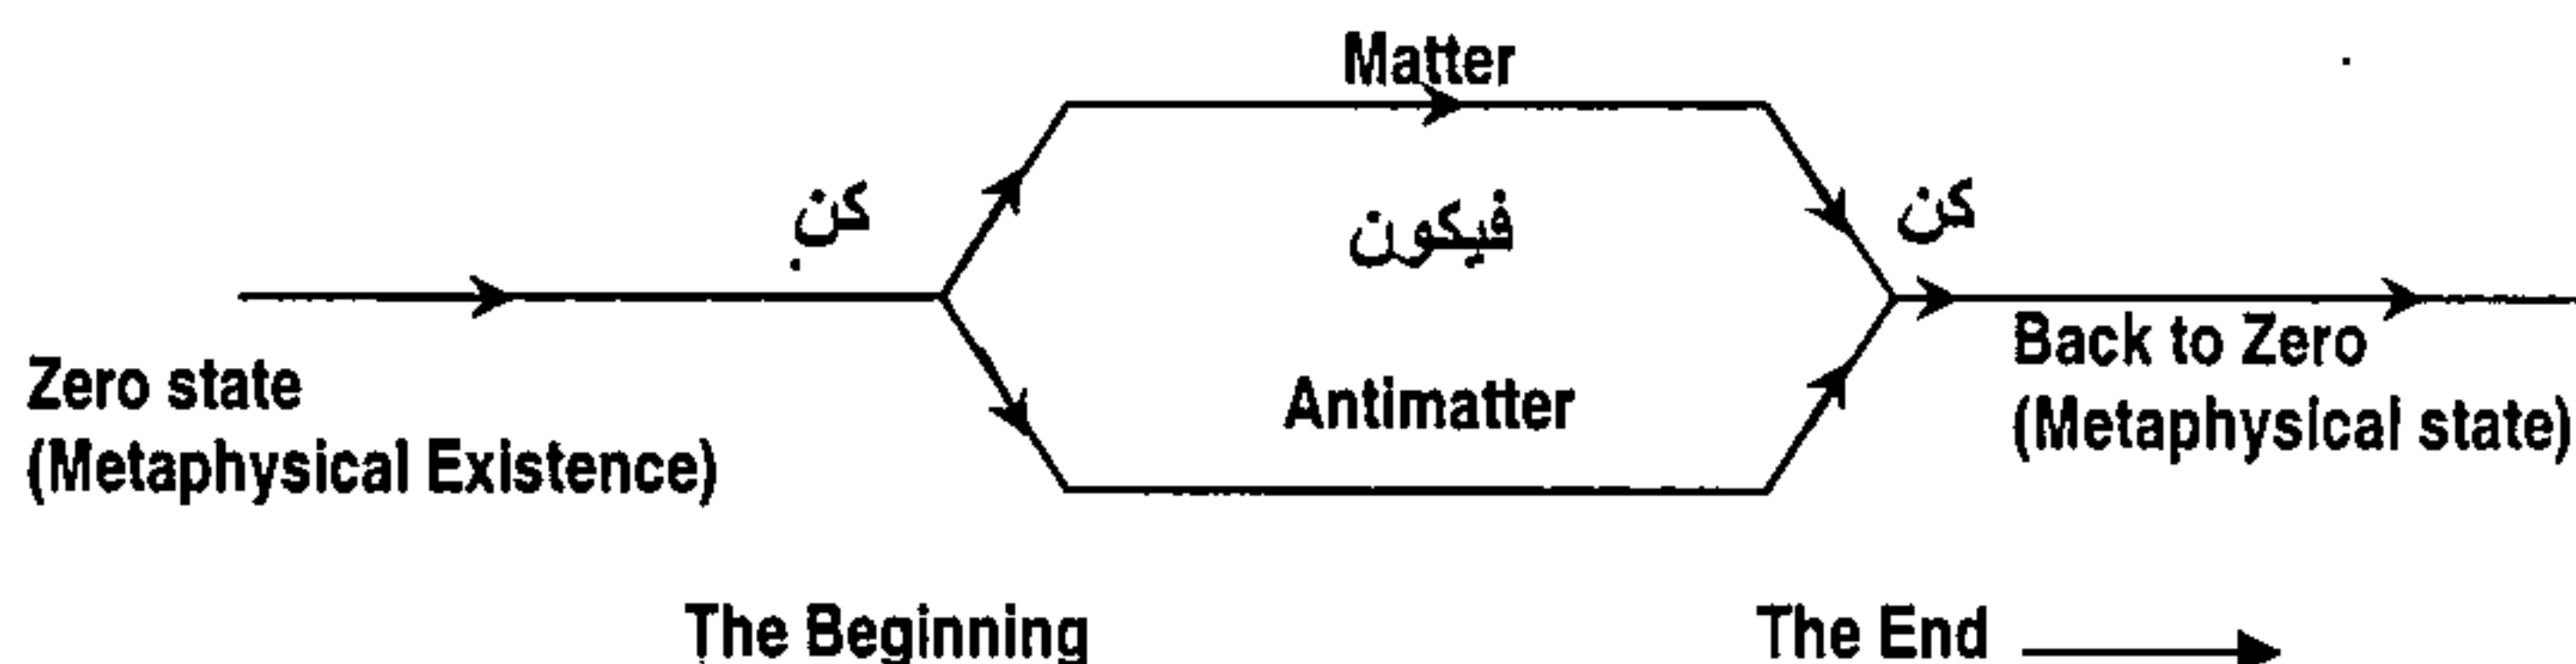 Matter
كن
فيكون
كن
Antimatter
Zero state
(Metaphysical Existence)
Back to Zero
(Metaphysical state)
The Beginning
The End